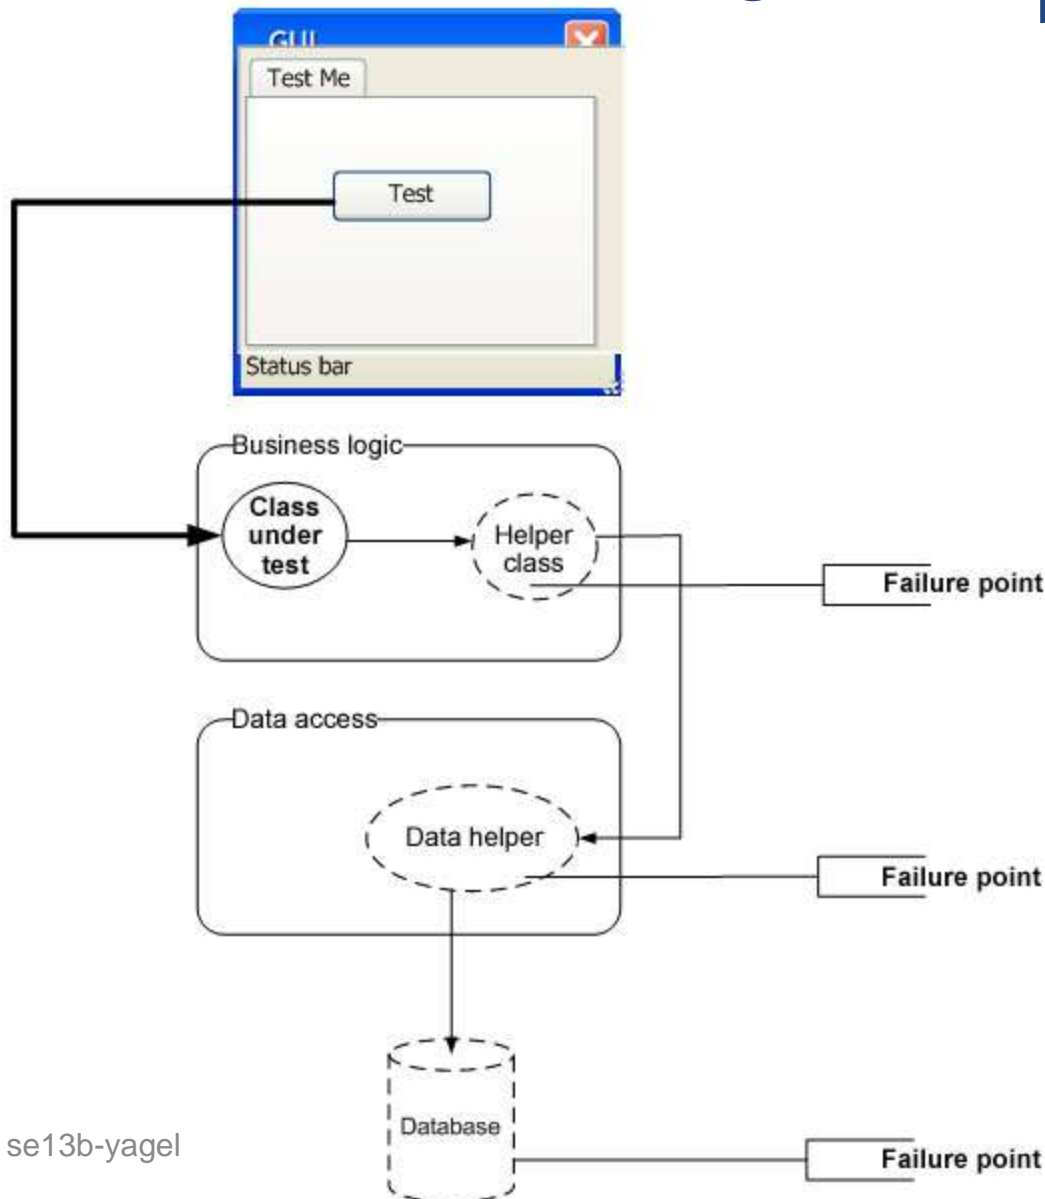 GUI
Test Me
Test
Status bar
Business logic
Class
under
test
Helper
class
Failure point
Data access
Data helper
Failure point
Database
Failure point
se13b-yagel